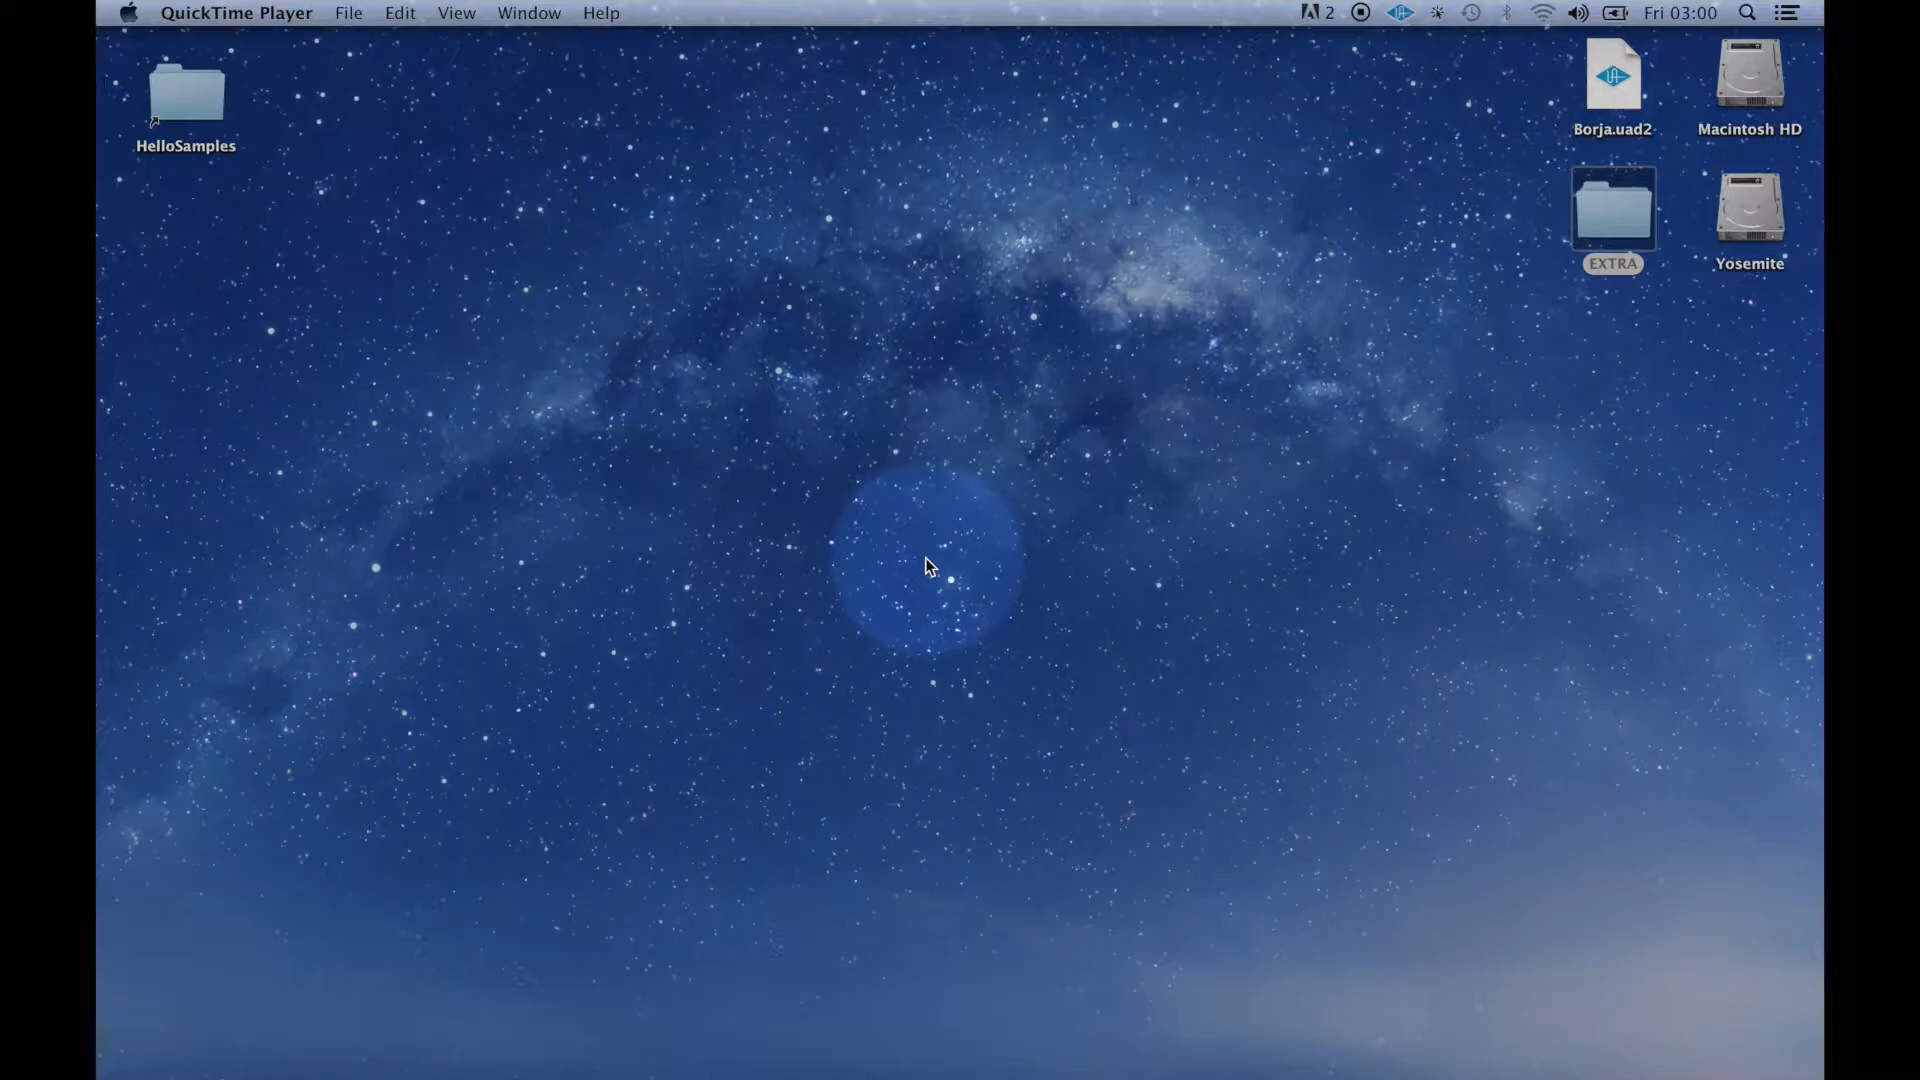 QuickTime Player File Edit View Window Help 2 Fri 03:00
HelloSamples
Borja.uad2
Macintosh HD
EXTRA
Yosemite